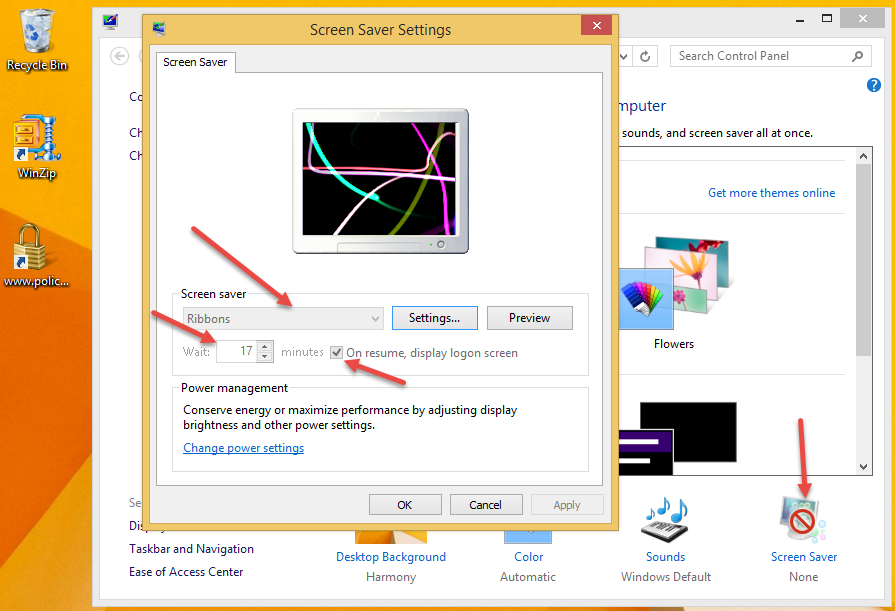 Recycle Bin
WinZip
www.polic...
Screen Saver Settings
Screen Saver
Screen saver
Ribbons
Settings...
Preview
Wait:
17
minutes
On resume, display logon screen
Power management
Conserve energy or maximize performance by adjusting display
brightness and other power settings.
Change power settings
OK
Cancel
Apply
Search Control Panel
mputer
sounds, and screen saver all at once.
Get more themes online
Flowers
Co
Ch
Ch
Se
Taskbar and Navigation
Ease of Access Center
Desktop Background
Harmony
Color
Automatic
Sounds
Windows Default
Screen Saver
None